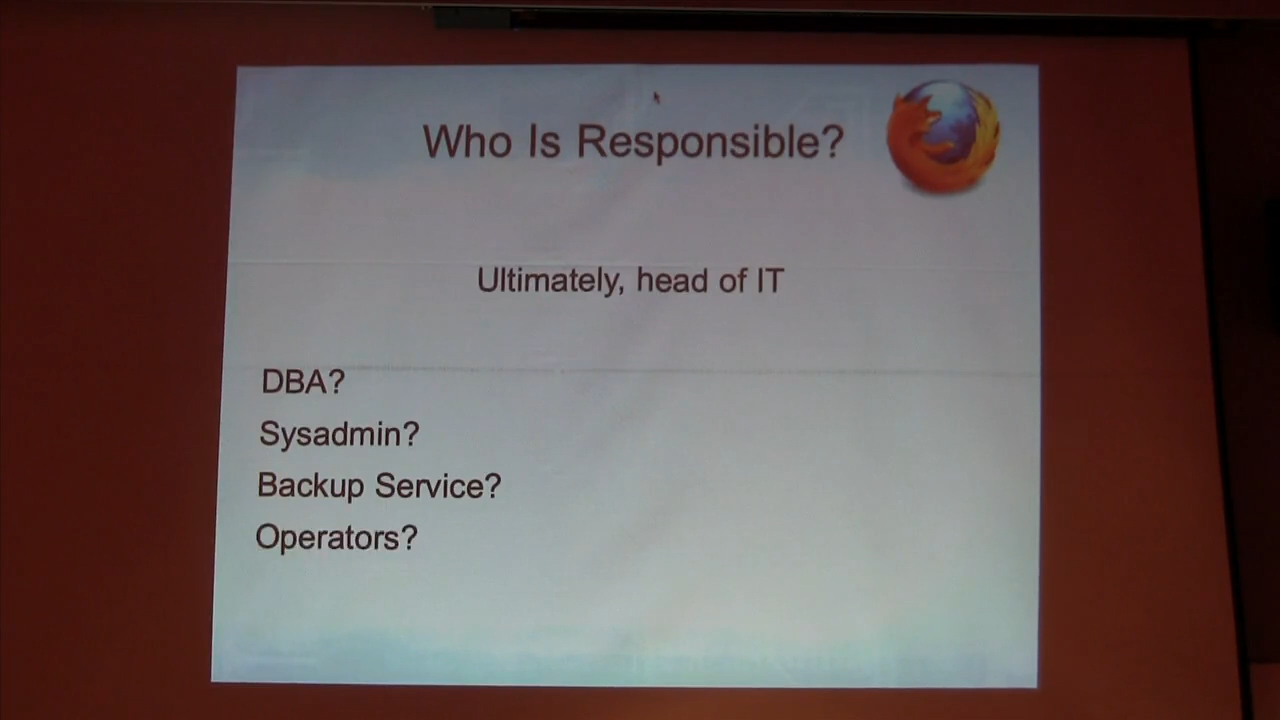 Who Is Responsible?
Ultimately, head of IT
DBA?
Sysadmin?
Backup Service?
Operators?